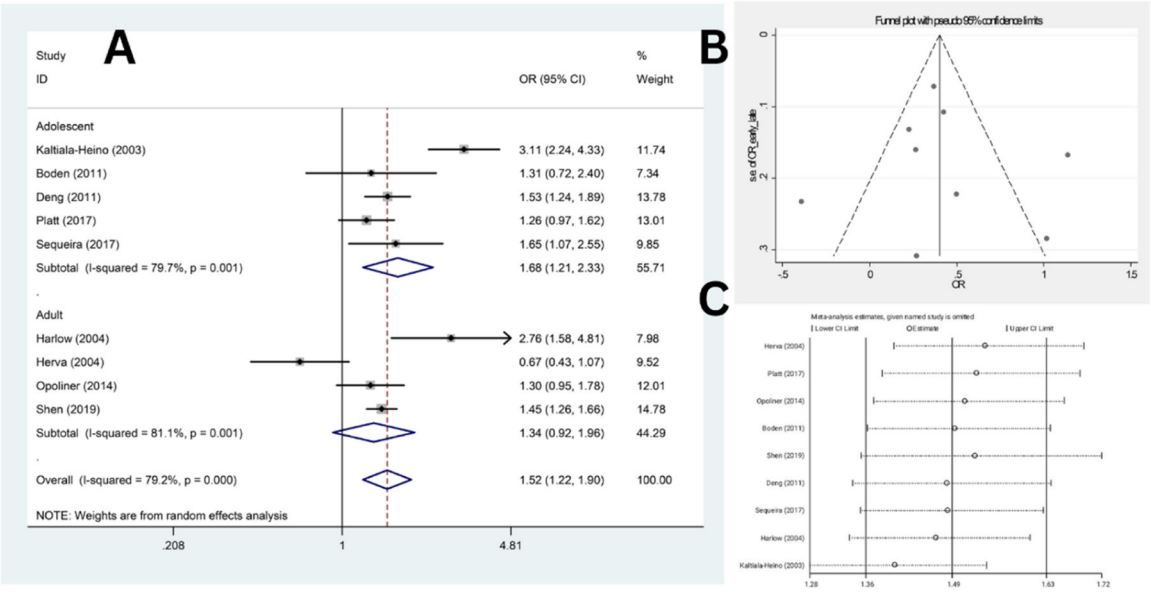 A
Study %
ID OR (95% CI) Weight
Adolescent
Kaltiala-Heino (2003) 3.11 (2.24, 4.33) 11.74
Boden (2011) 1.31 (0.72, 2.40) 7.34
Deng (2011) 1.53 (1.24, 1.89) 13.78
Platt (2017) 1.26 (0.97, 1.62) 13.01
Sequeira (2017) 1.65 (1.07, 2.55) 9.85
Subtotal (I-squared = 79.7%, p = 0.001) 1.68 (1.21, 2.33) 55.71
.
Adult
Harlow (2004) 2.76 (1.58, 4.81) 7.98
Herva (2004) 0.67 (0.43, 1.07) 9.52
Opoliner (2014) 1.30 (0.95, 1.78) 12.01
Shen (2019) 1.45 (1.26, 1.66) 14.78
Subtotal (I-squared = 81.1%, p = 0.001) 1.34 (0.92, 1.96) 44.29
.
Overall (I-squared = 79.2%, p = 0.000) 1.52 (1.22, 1.90) 100.00
NOTE: Weights are from random effects analysis
.208 1 4.81
B
Funnel plot with pseudo 95% confidence limits
s.e. of OR_early_late
0
.1
.2
.3
-.5 0 .5 1 1.5
OR
C
Meta-analysis estimates, given named study is omitted
Lower CI Limit Estimate Upper CI Limit
Herva (2004)
Platt (2017)
Opoliner (2014)
Boden (2011)
Shen (2019)
Deng (2011)
Sequeira (2017)
Harlow (2004)
Kaltiala-Heino (2003)
1.28 1.36 1.49 1.63 1.72